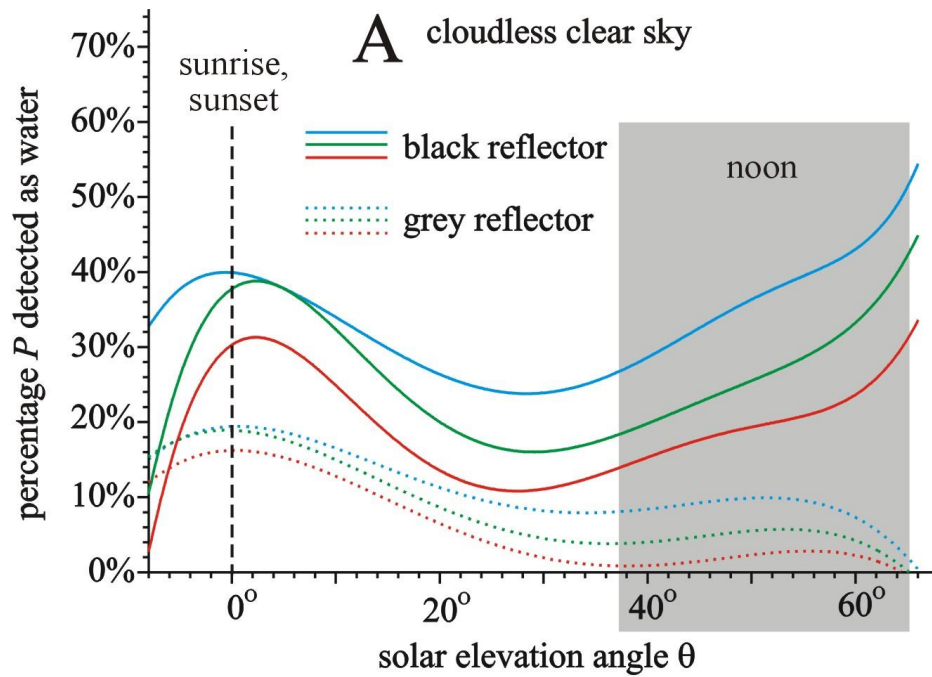 A cloudless clear sky
70%
sunrise,
sunset
60%
black reflector
noon
50%
grey reflector
40%
30%
20%
10%
0%
percentage P detected as water
0° 20° 40° 60°
solar elevation angle θ